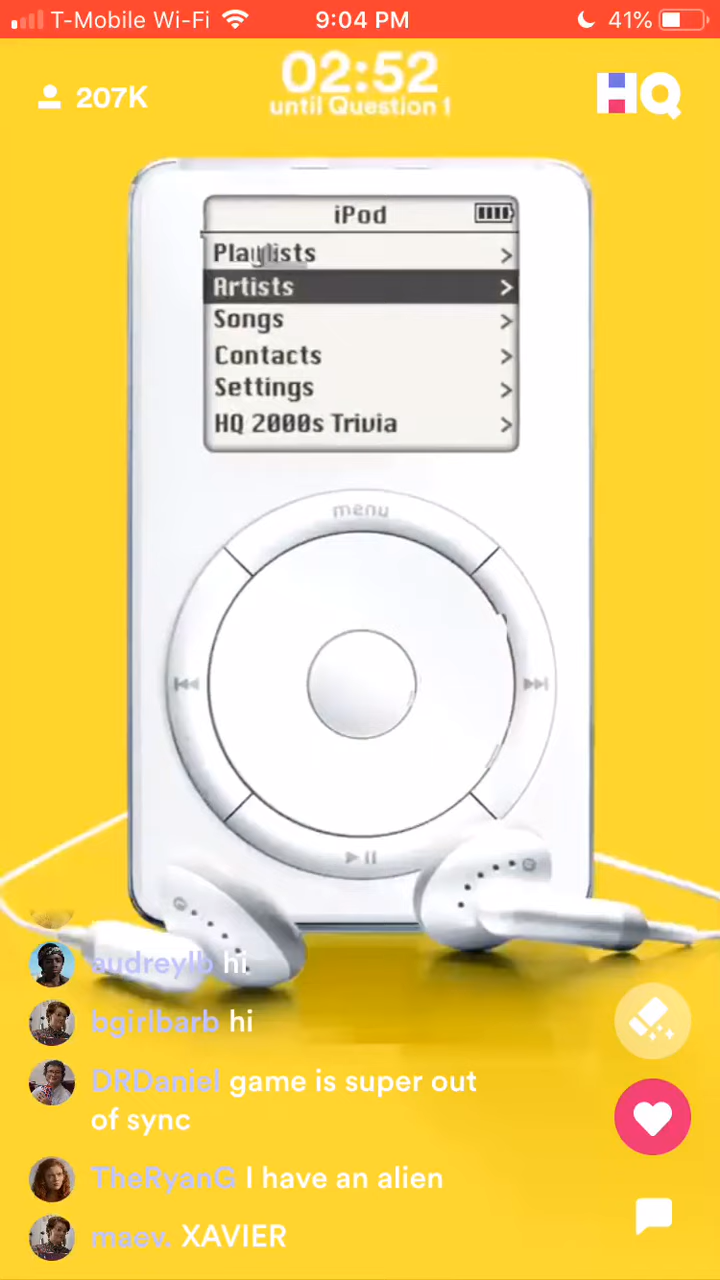 T-Mobile Wi-Fi 9:04 PM 41%
207K
02:52
until Question 1
HQ
iPod
Playlists
Artists
Songs
Contacts
Settings
HQ 2000s Trivia
menu
audreylb hi
bgirlbarb hi
DRDaniel game is super out
of sync
TheRyanG I have an alien
maev. XAVIER